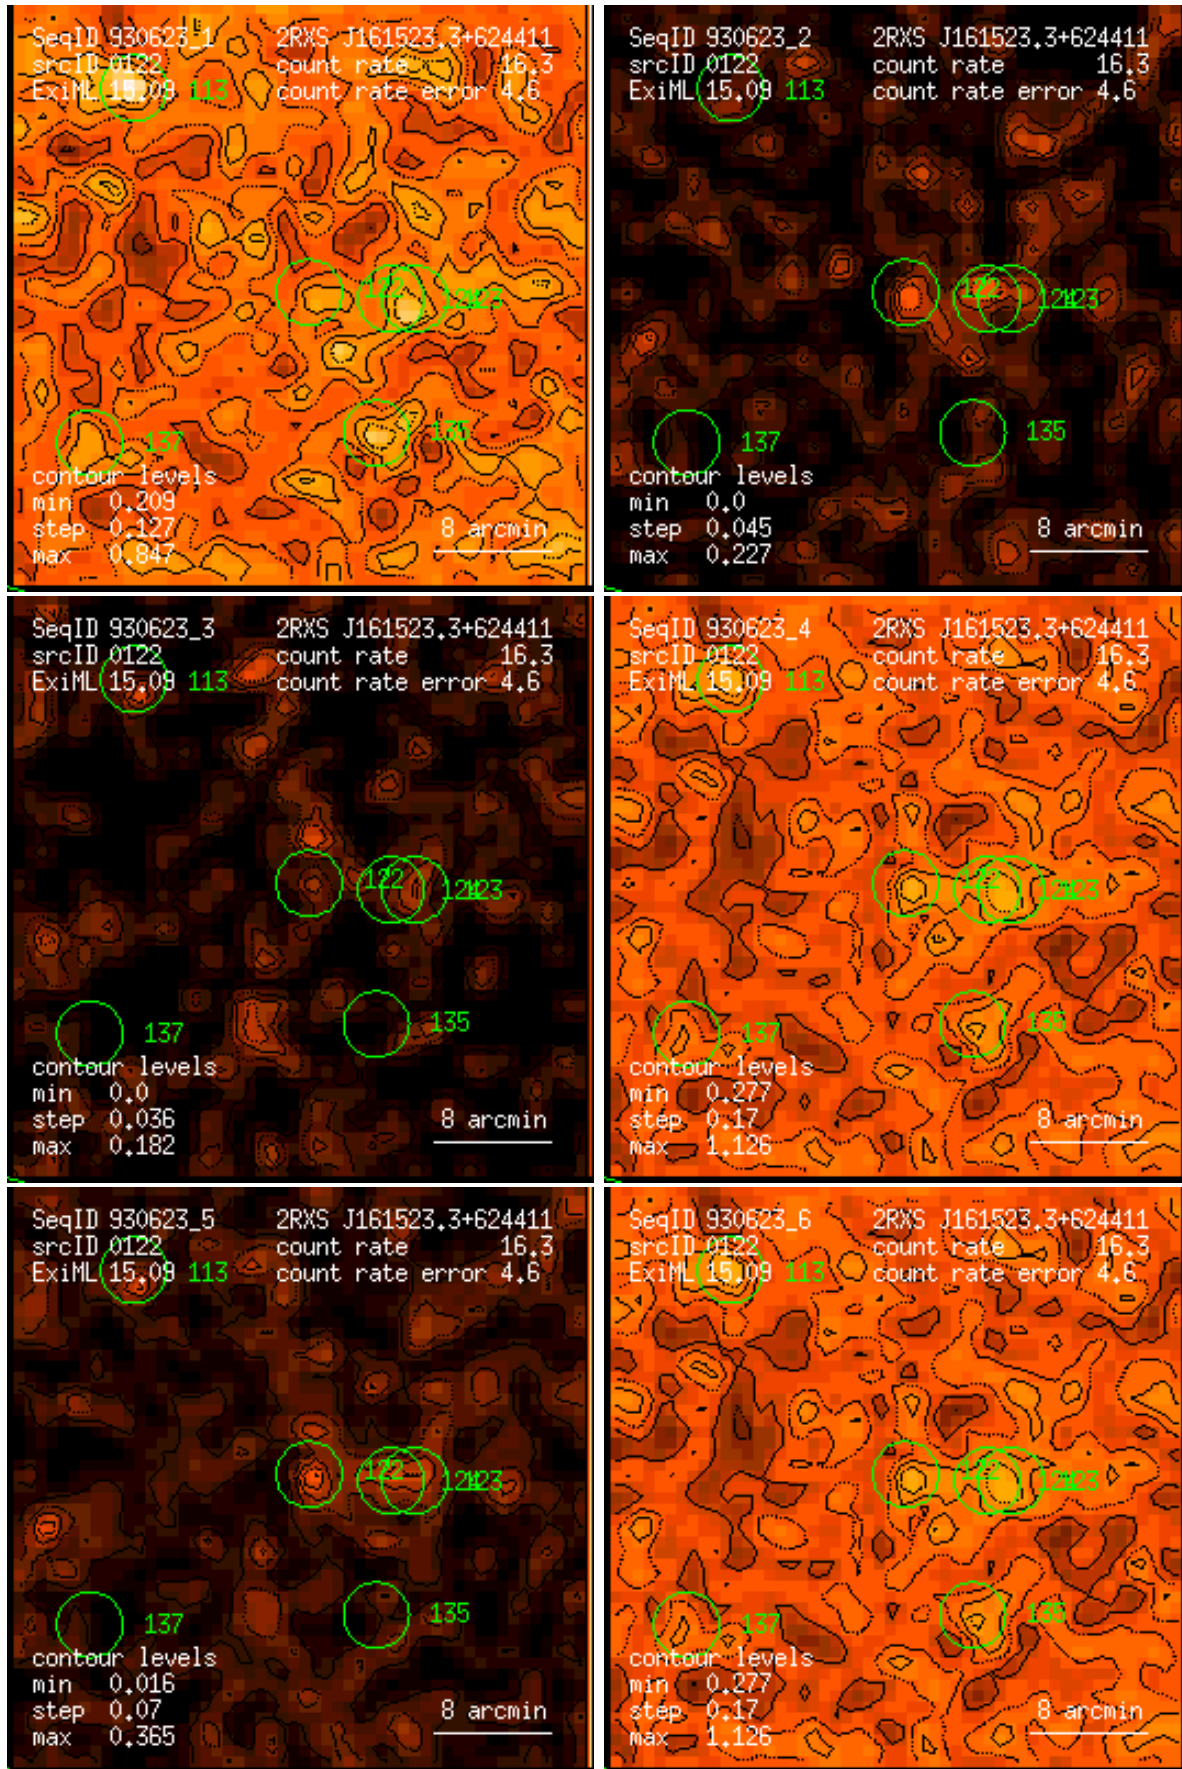 SeqID 930623_1 2RXS J161523.3+624411
srcID 0122 count rate 16.3
ExiML 15.09 113 count rate error 4.6
122
123
135
137
contour levels
min 0.209
step 0.127 8 arcmin
max 0.847
SeqID 930623_2 2RXS J161523.3+624411
srcID 0122 count rate 16.3
ExiML 15.09 113 count rate error 4.6
122
123
135
137
contour levels
min 0.0
step 0.045 8 arcmin
max 0.227
SeqID 930623_3 2RXS J161523.3+624411
srcID 0122 count rate 16.3
ExiML 15.09 113 count rate error 4.6
122
123
135
137
contour levels
min 0.0
step 0.036 8 arcmin
max 0.182
SeqID 930623_4 2RXS J161523.3+624411
srcID 0122 count rate 16.3
ExiML 15.09 113 count rate error 4.6
123
135
137
contour levels
min 0.277
step 0.17 8 arcmin
max 1.126
SeqID 930623_5 2RXS J161523.3+624411
srcID 0122 count rate 16.3
ExiML 15.09 113 count rate error 4.6
122
123
135
137
contour levels
min 0.016
step 0.07 8 arcmin
max 0.365
SeqID 930623_6 2RXS J161523.3+624411
srcID 0122 count rate 16.3
ExiML 15.09 113 count rate error 4.6
123
135
137
contour levels
min 0.277
step 0.17 8 arcmin
max 1.126